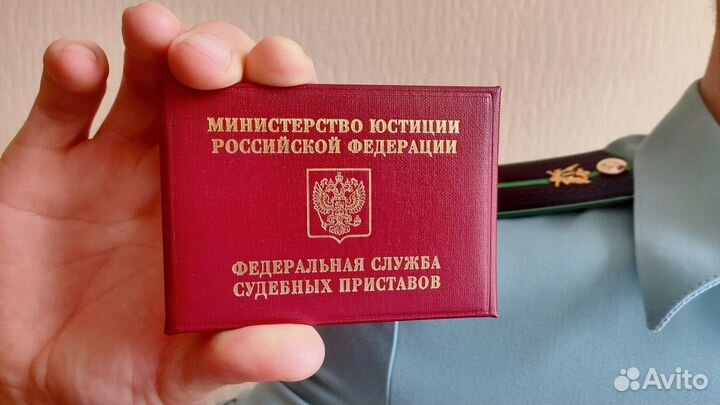 МИНИСТЕРСТВО ЮСТИЦИИ
РОССИЙСКОЙ ФЕДЕРАЦИИ
ФЕДЕРАЛЬНАЯ СЛУЖБА
СУДЕБНЫХ ПРИСТАВОВ
Avito